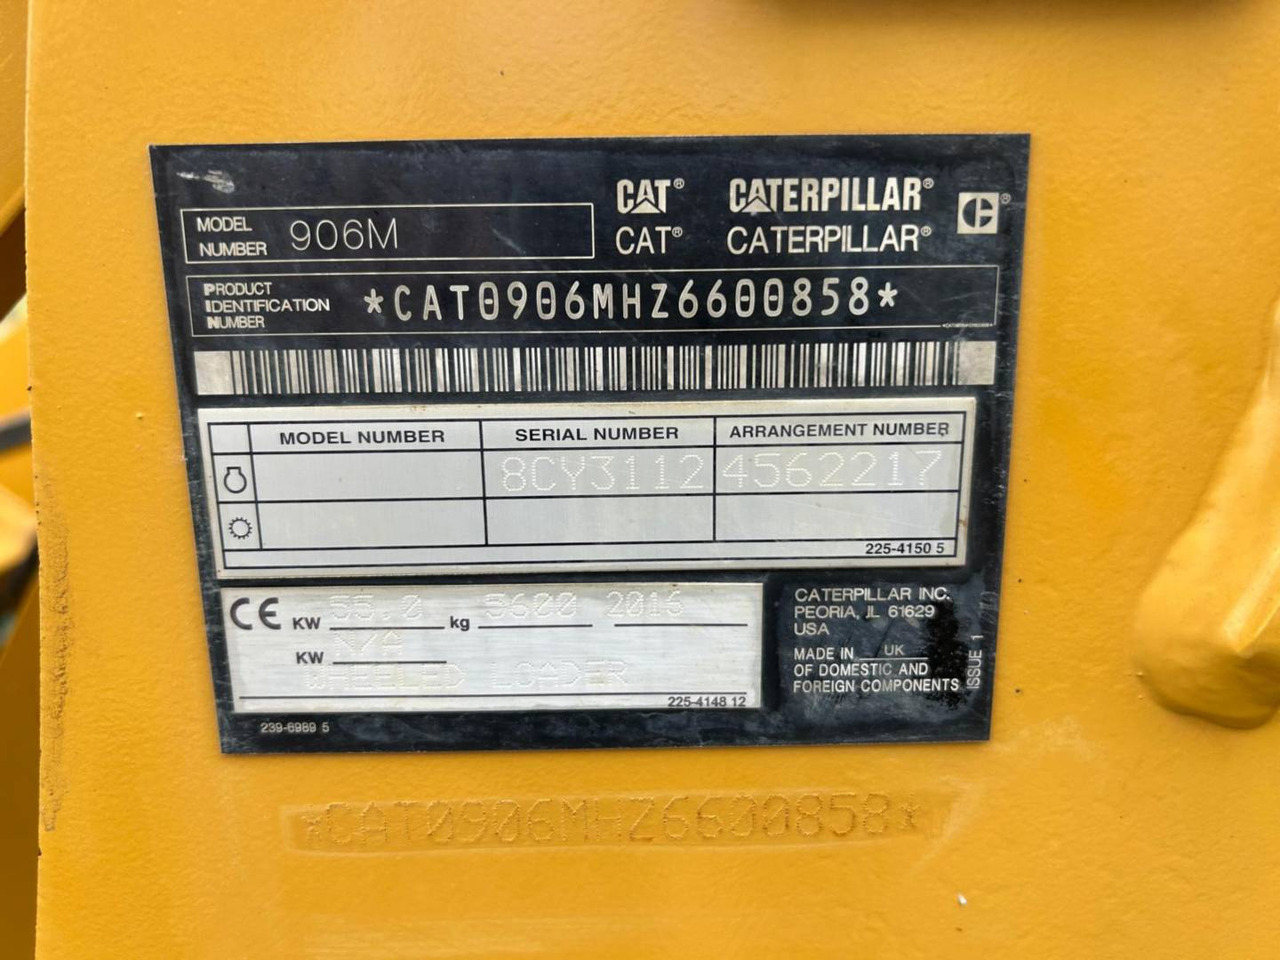 CAT® CATERPILLAR®
MODEL NUMBER 906M
CAT® CATERPILLAR®
PRODUCT
IDENTIFICATION
NUMBER
*CAT0906MHZ6600858*
MODEL NUMBER SERIAL NUMBER ARRANGEMENT NUMBER
8CY3112 4562217
225-4150 5
CE KW 55.0 kg 5600 2016
KW N/A
WHEELED LOADER
225-4148 12
CATERPILLAR INC.
PEORIA, IL 61629
USA
MADE IN UK
OF DOMESTIC AND
FOREIGN COMPONENTS
ISSUE 1
239-6989 5
*CAT0906MHZ6600858*